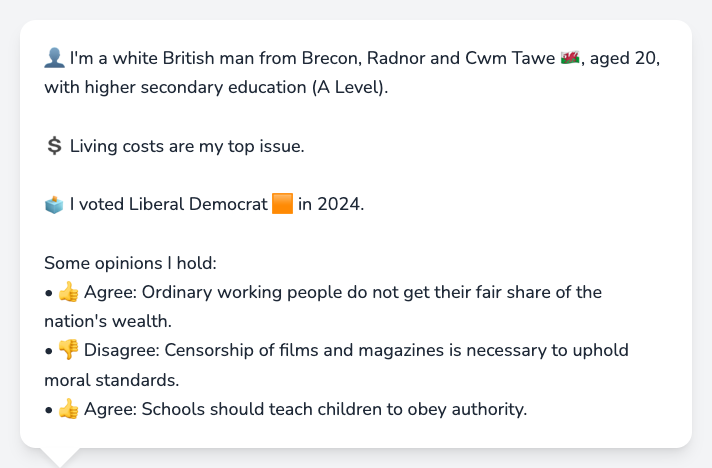 👤 I'm a white British man from Brecon, Radnor and Cwm Tawe 🏴󠁧󠁢󠁷󠁬󠁳󠁿, aged 20,
with higher secondary education (A Level).
💲 Living costs are my top issue.
🗳️ I voted Liberal Democrat 🟧 in 2024.
Some opinions I hold:
• 👍 Agree: Ordinary working people do not get their fair share of the
nation's wealth.
• 👎 Disagree: Censorship of films and magazines is necessary to uphold
moral standards.
• 👍 Agree: Schools should teach children to obey authority.